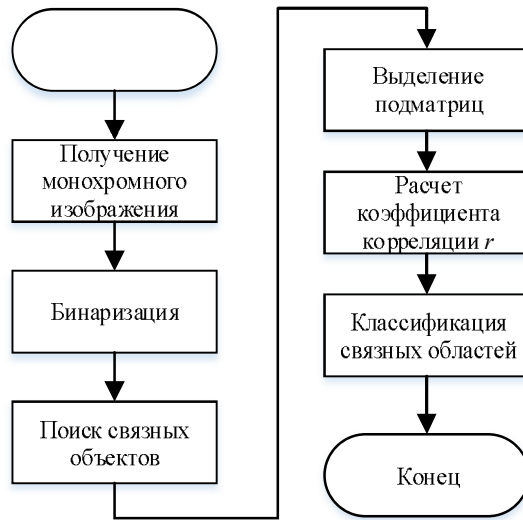 Получение
монохромного
изображения
Бинаризация
Поиск связных
объектов
Выделение
подматриц
Расчет
коэффициента
корреляции r
Классификация
связных областей
Конец